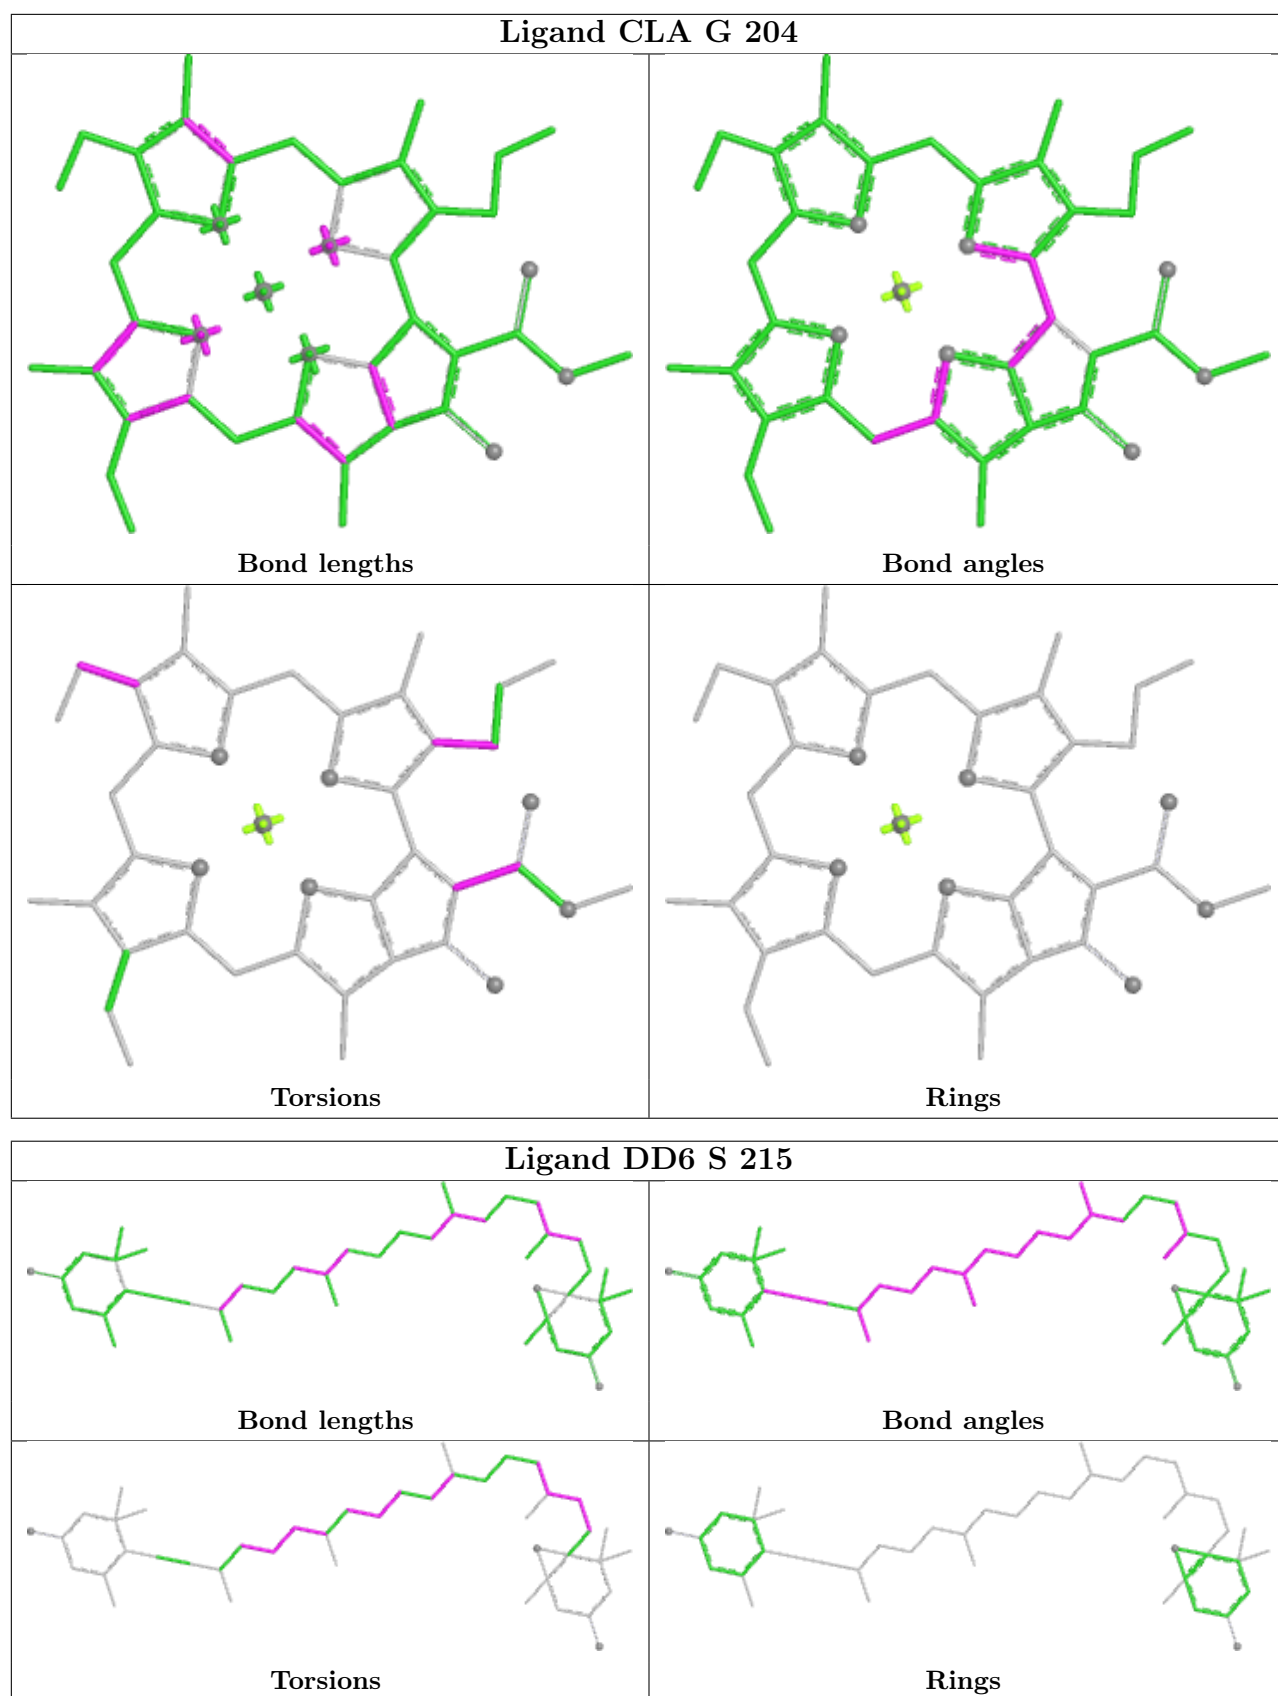 Ligand CLA G 204
Bond lengths
Bond angles
Torsions
Rings
Ligand DD6 S 215
Bond lengths
Bond angles
Torsions
Rings